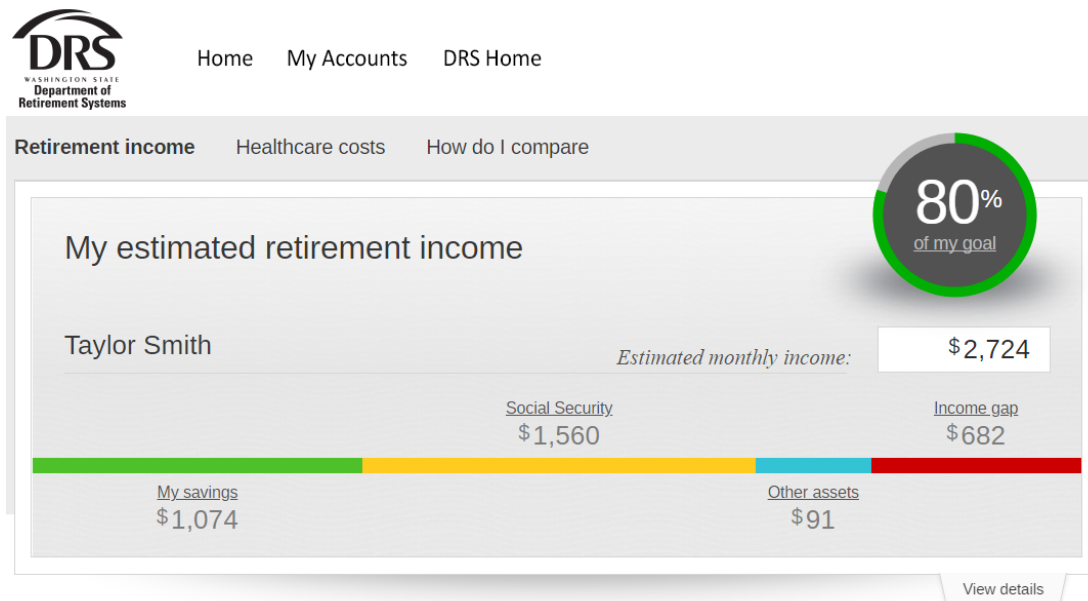 DRS
WASHINGTON STATE
Department of
Retirement Systems
Home My Accounts DRS Home
Retirement income Healthcare costs How do I compare
80%
of my goal
My estimated retirement income
Taylor Smith
Estimated monthly income: $2,724
Social Security
$1,560
Income gap
$682
My savings
$1,074
Other assets
$91
View details